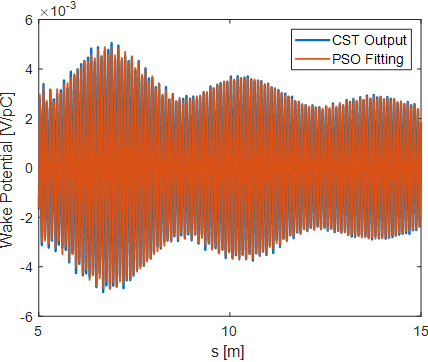 ×10⁻³
6
4
2
0
-2
-4
-6
5
10
15
Wake Potential [V/pC]
s [m]
CST Output
PSO Fitting